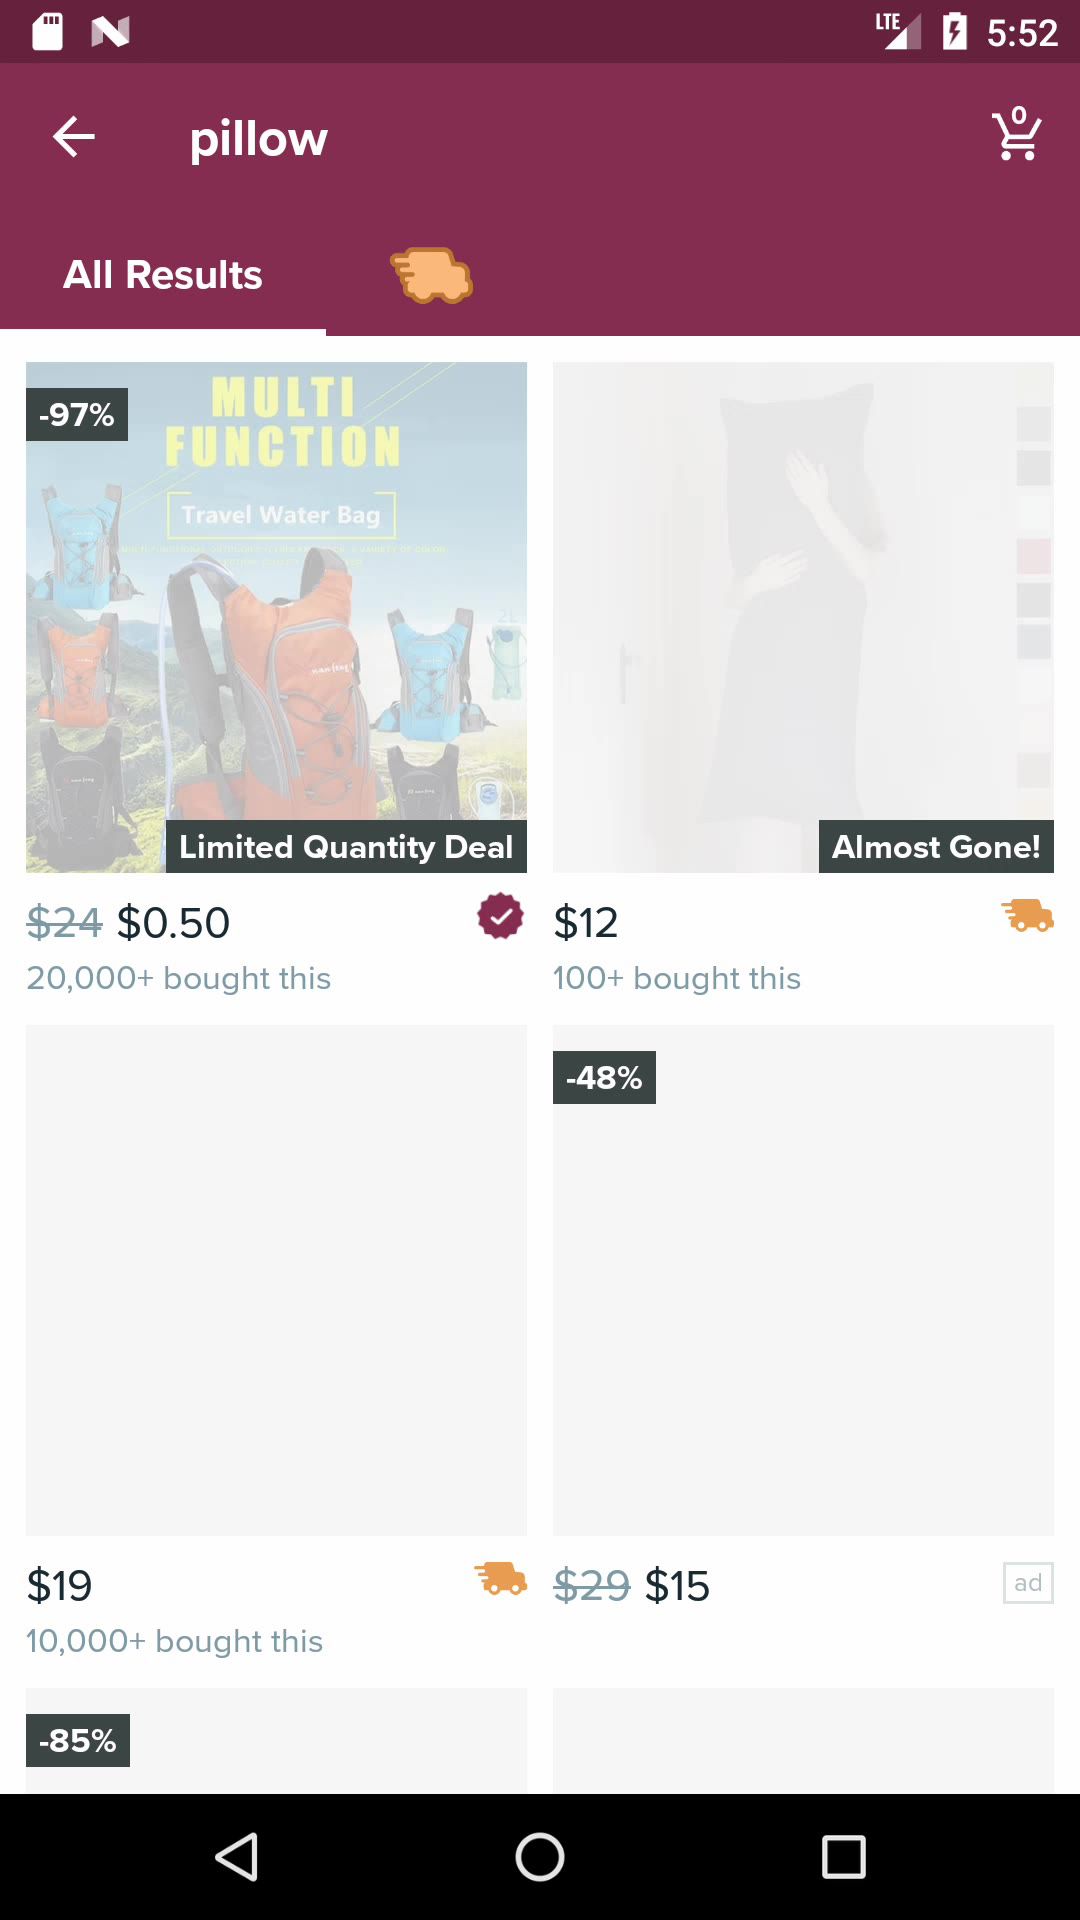 LTE 5:52
pillow
0
All Results
-97%
MULTI
FUNCTION
Travel Water Bag
2L
nanfeng
Limited Quantity Deal
Almost Gone!
$24 $0.50
$12
20,000+ bought this
100+ bought this
-48%
$19
$29 $15
ad
10,000+ bought this
-85%